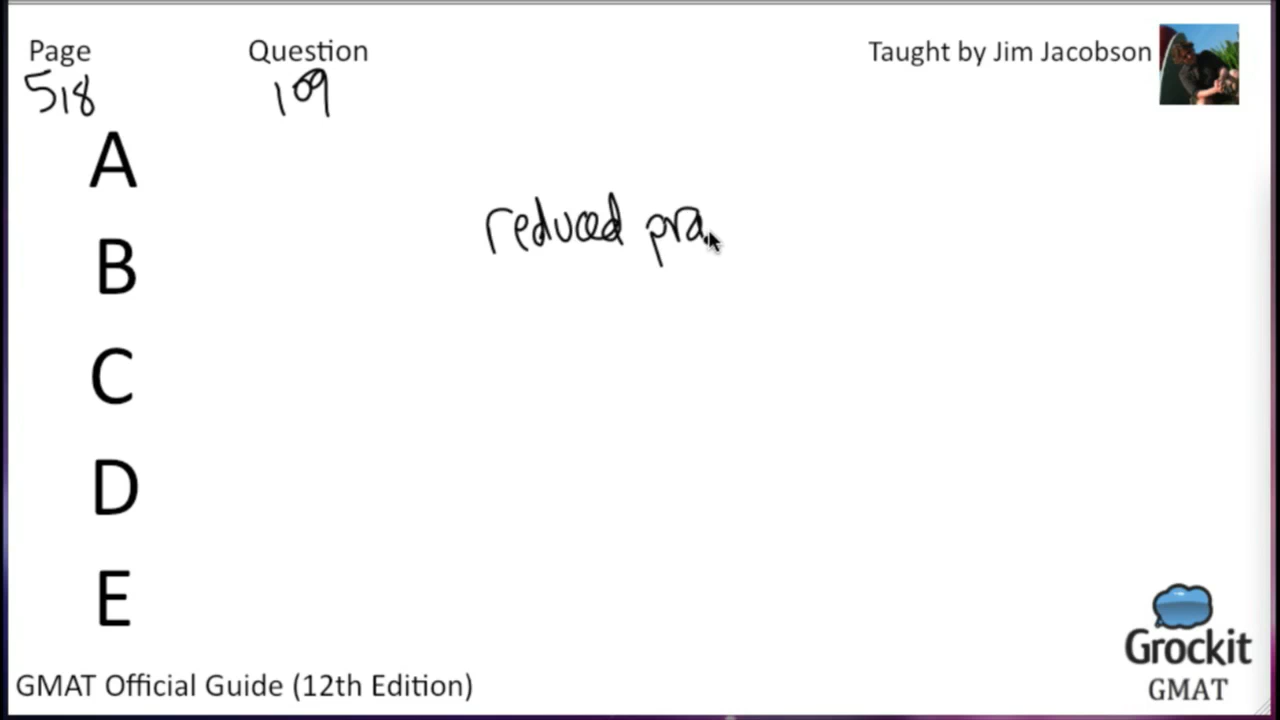 Page Question Taught by Jim Jacobson
518 109
A
reduced pra
B
C
D
E
Grockit
GMAT
GMAT Official Guide (12th Edition)